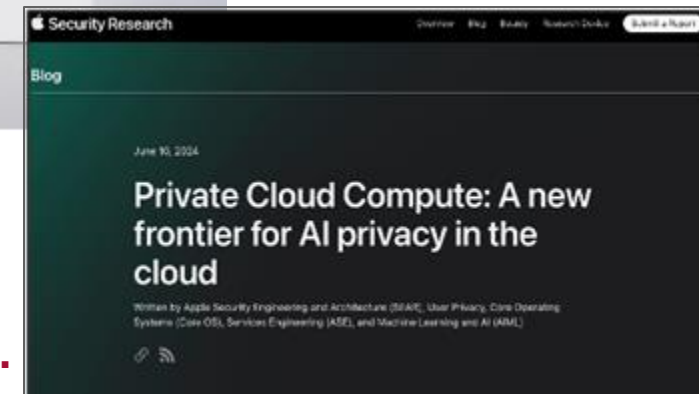 Security Research
Overview Blog Bounty Research Device Submit a Report
Blog
June 10, 2024
Private Cloud Compute: A new
frontier for AI privacy in the
cloud
Written by Apple Security Engineering and Architecture (SEAR), User Privacy, Core Operating
Systems (Core OS), Services Engineering (ASE), and Machine Learning and AI (AIML)